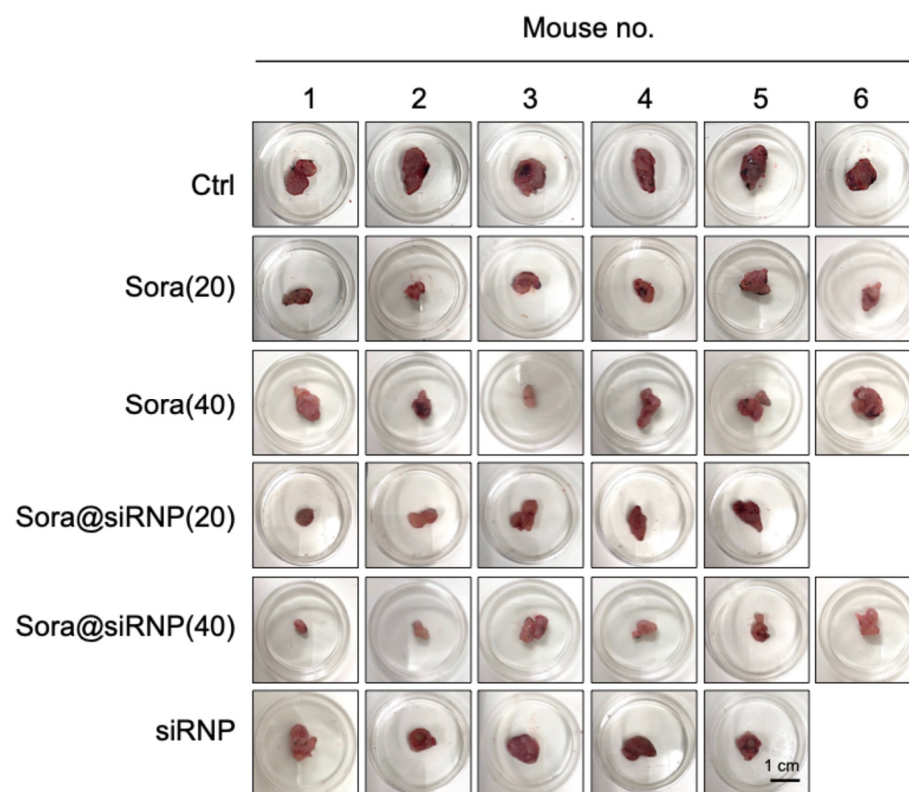 Mouse no.
1 2 3 4 5 6
Ctrl
Sora(20)
Sora(40)
Sora@siRNP(20)
Sora@siRNP(40)
siRNP
1 cm